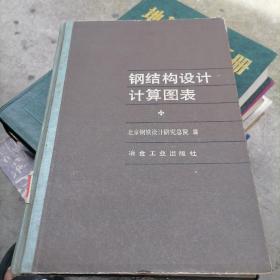 钢结构设计
计算图表
北京钢铁设计研究总院 编
冶金工业出版社